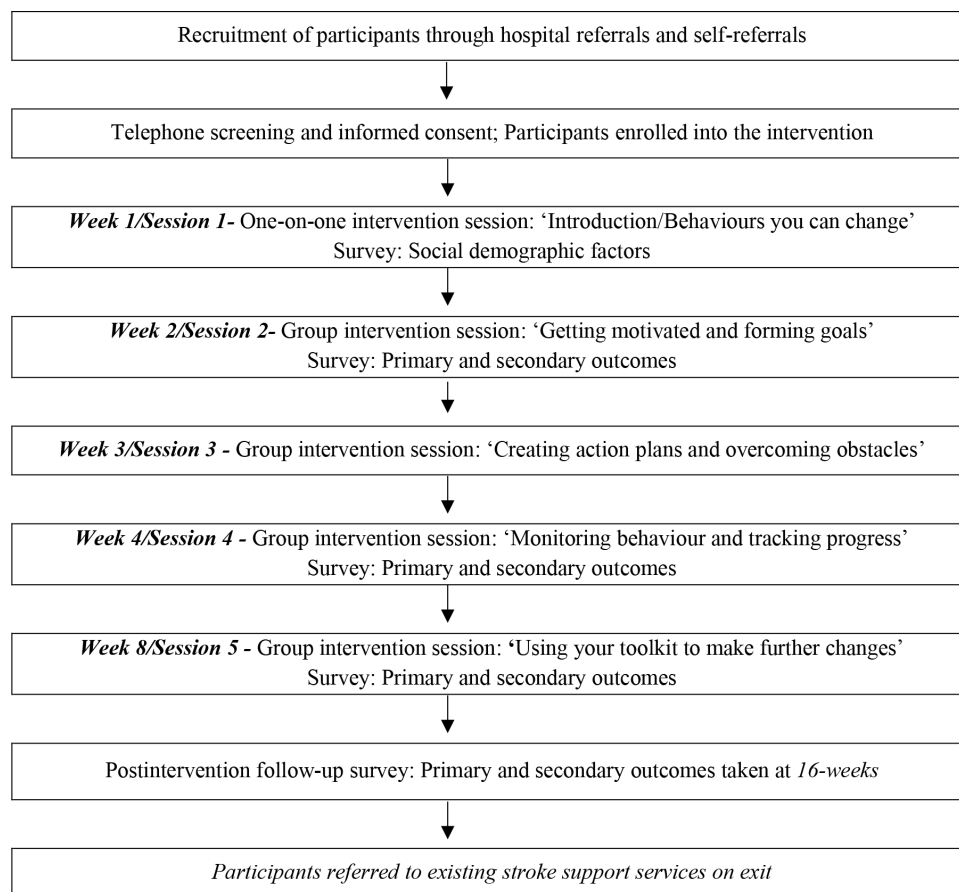 Recruitment of participants through hospital referrals and self-referrals
Telephone screening and informed consent; Participants enrolled into the intervention
Week 1/Session 1- One-on-one intervention session: ‘Introduction/Behaviours you can change’
Survey: Social demographic factors
Week 2/Session 2- Group intervention session: ‘Getting motivated and forming goals’
Survey: Primary and secondary outcomes
Week 3/Session 3 - Group intervention session: ‘Creating action plans and overcoming obstacles’
Week 4/Session 4 - Group intervention session: ‘Monitoring behaviour and tracking progress’
Survey: Primary and secondary outcomes
Week 8/Session 5 - Group intervention session: ‘Using your toolkit to make further changes’
Survey: Primary and secondary outcomes
Postintervention follow-up survey: Primary and secondary outcomes taken at 16-weeks
Participants referred to existing stroke support services on exit